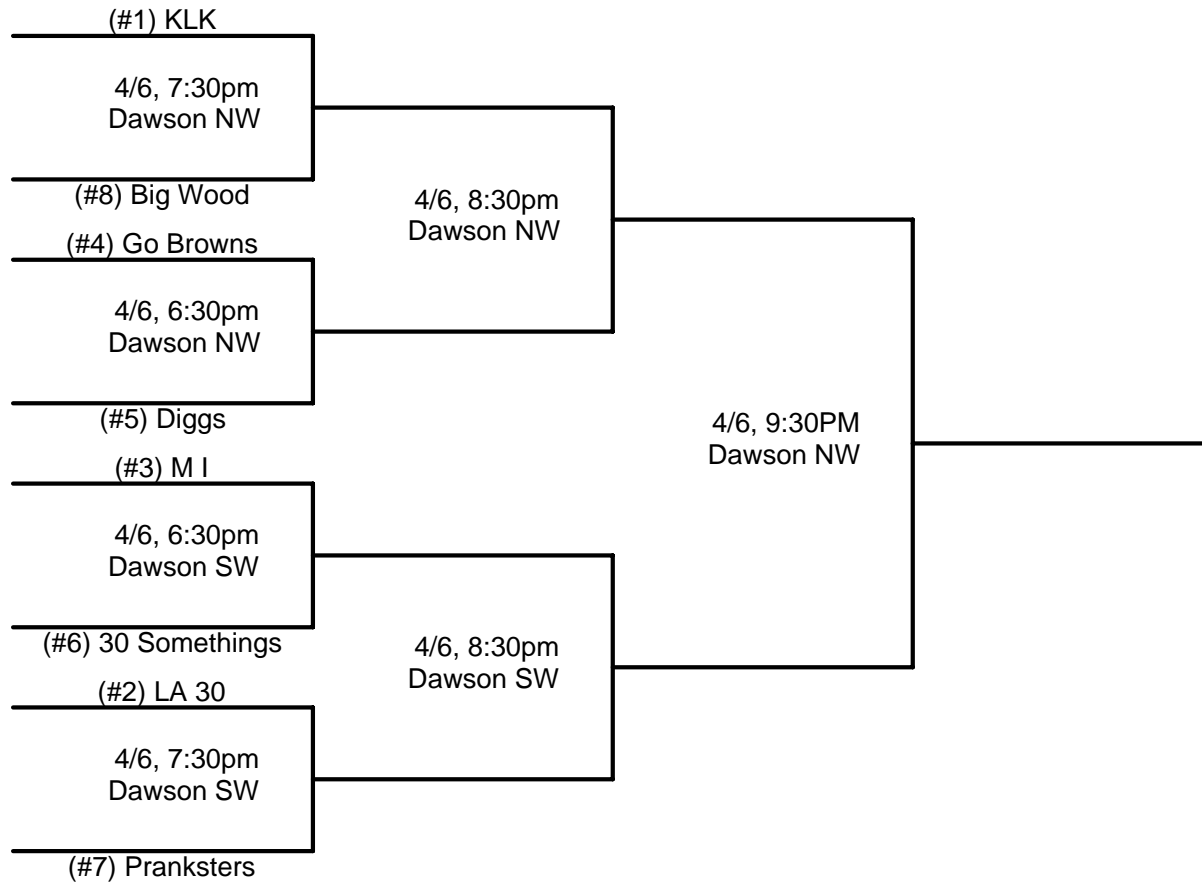 (#1) KLK
4/6, 7:30pm
Dawson NW
(#8) Big Wood
(#4) Go Browns
4/6, 6:30pm
Dawson NW
(#5) Diggs
(#3) M I
4/6, 6:30pm
Dawson SW
(#6) 30 Somethings
(#2) LA 30
4/6, 7:30pm
Dawson SW
(#7) Pranksters
4/6, 8:30pm
Dawson NW
4/6, 8:30pm
Dawson SW
4/6, 9:30PM
Dawson NW